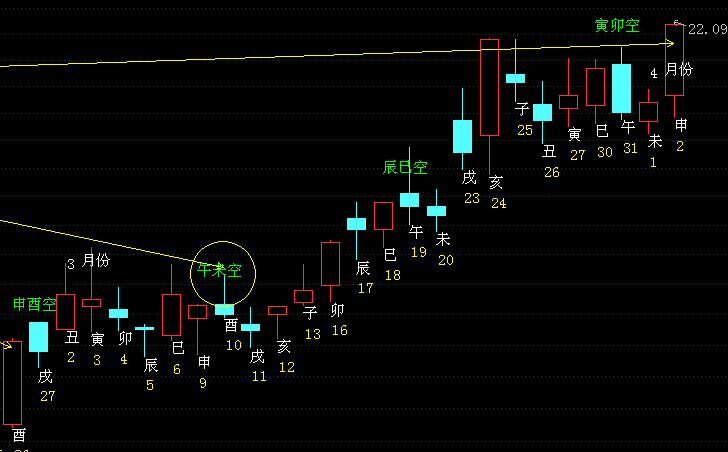 寅卯空
22.09
4 月份
子
25
丑
26
寅
27
巳
30
午
31
未
1
申
2
辰巳空
戌
23
亥
24
午
19
未
20
辰
17
巳
18
3 月份
午未空
申酉空
酉
戌
27
丑
2
寅
3
卯
4
辰
5
巳
6
申
9
酉
10
戌
11
亥
12
子
13
卯
16